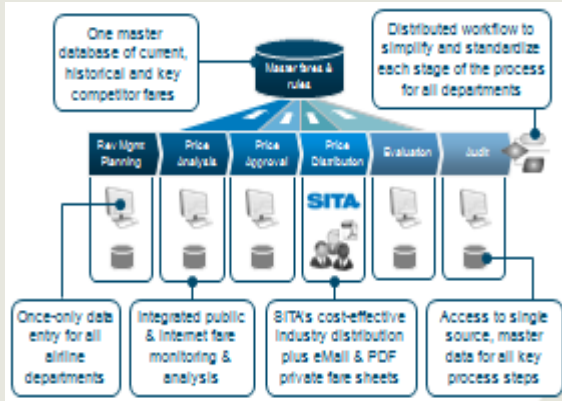 One master
database of current,
historical and key
competitor fares
Master fares &
rules
Distributed workflow to
simplify and standardize
each stage of the process
for all departments
Rev Mgmt
Planning
Price
Analysis
Price
Approval
Price
Distribution
Evaluation
Audit
SITA
Once-only data
entry for all
airline
departments
Integrated public
& Internet fare
monitoring &
analysis
SITA's cost-effective
industry distribution
plus eMail & PDF
private fare sheets
Access to single
source, master
data for all key
process steps